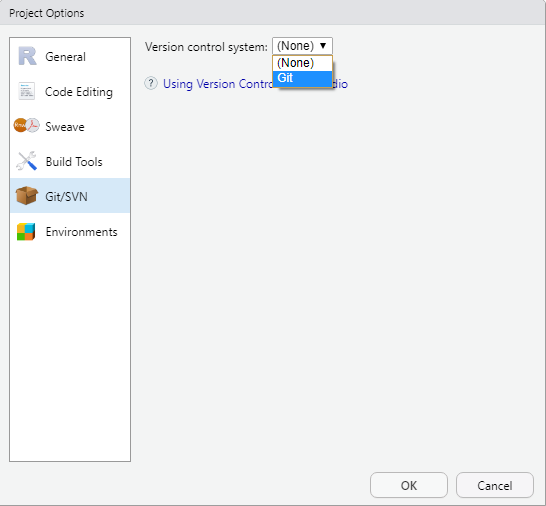 Project Options
General
Code Editing
Sweave
Build Tools
Git/SVN
Environments
Version control system: (None)
(None)
Git
Using Version Contro dio
OK
Cancel